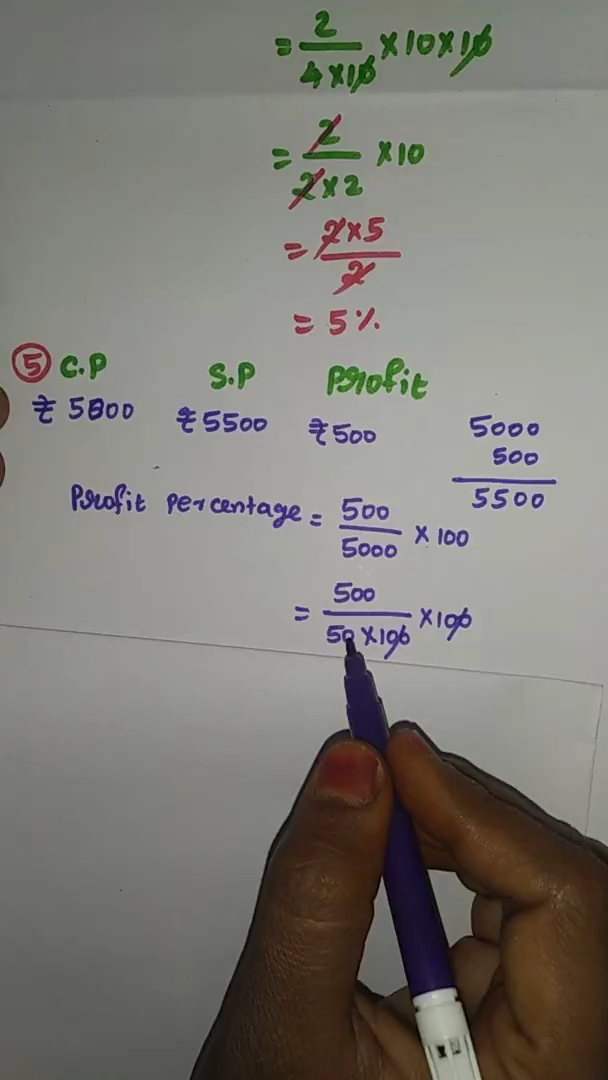 = 2/4×10 ×10×10
= 2/2×2 ×10
= 2×5/2
= 5%
5 C.P S.P Profit
₹ 5000 ₹5500 ₹500
5000
500
5500
Profit percentage = 500/5000 × 100
= 500/50×100 ×100